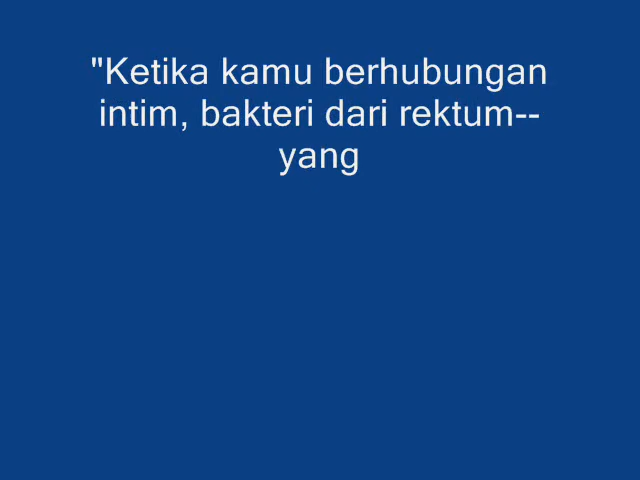 "Ketika kamu berhubungan
intim, bakteri dari rektum--
yang